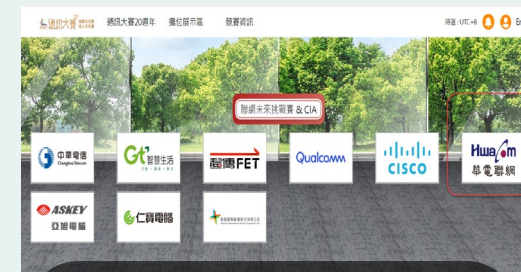 通訊大賽
通訊大賽20週年 攤位展示區 競賽資訊
時區:UTC+8
聯網未來挑戰賽 & CIA
中華電信
Chunghwa Telecom
Gt 智慧生活
遠傳FET
Qualcomm
CISCO
Huacom
華電聯網
ASKEY
亞旭電腦
仁寶電腦